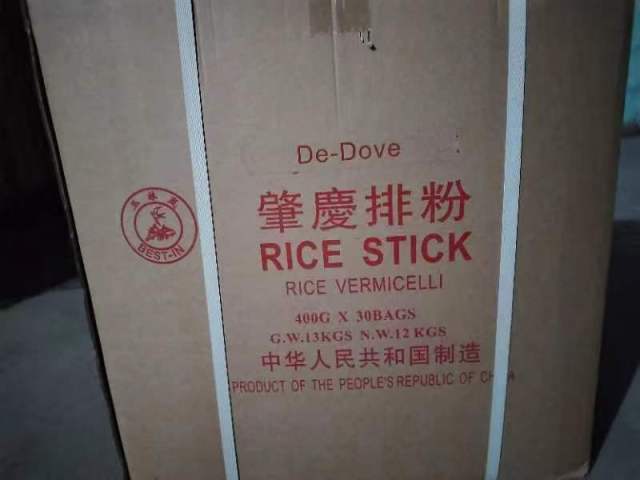 De-Dove
肇慶排粉
RICE STICK
RICE VERMICELLI
400G X 30BAGS
G.W.13KGS N.W.12 KGS
中华人民共和国制造
PRODUCT OF THE PEOPLE'S REPUBLIC OF CH A
BEST-IN